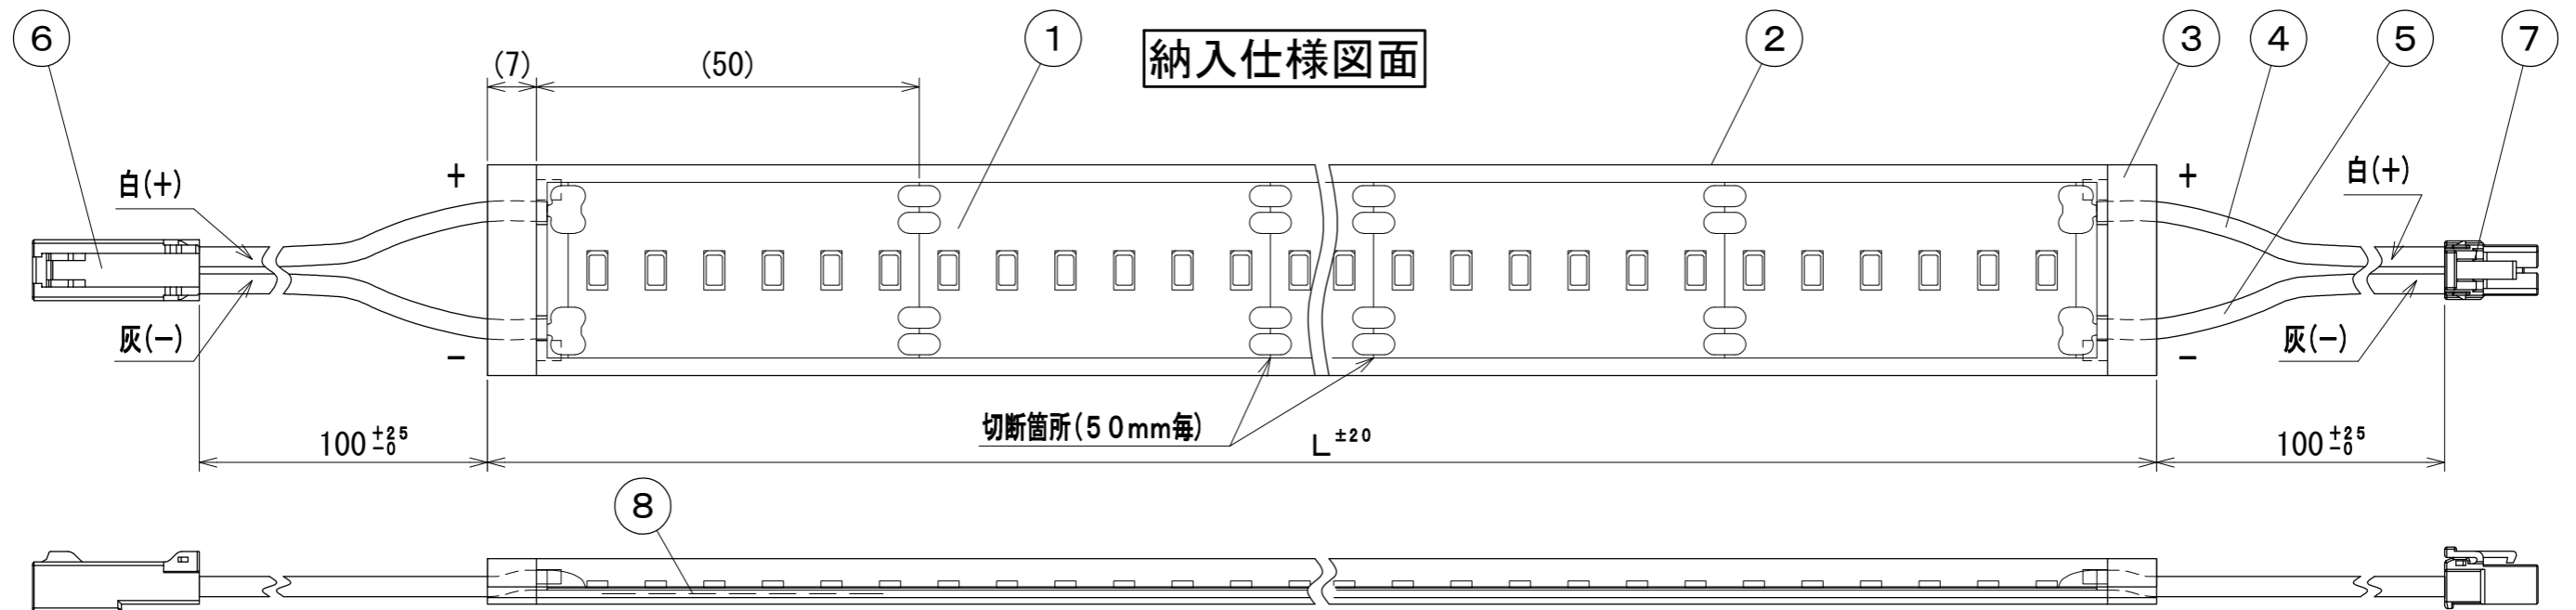 6
(7)
(50)
1
納入仕様図面
2
3
4
5
7
白(+)
+
+
白(+)
灰(-)
-
-
灰(-)
切断箇所(50mm毎)
100 +25 -0
L ±20
100 +25 -0
8